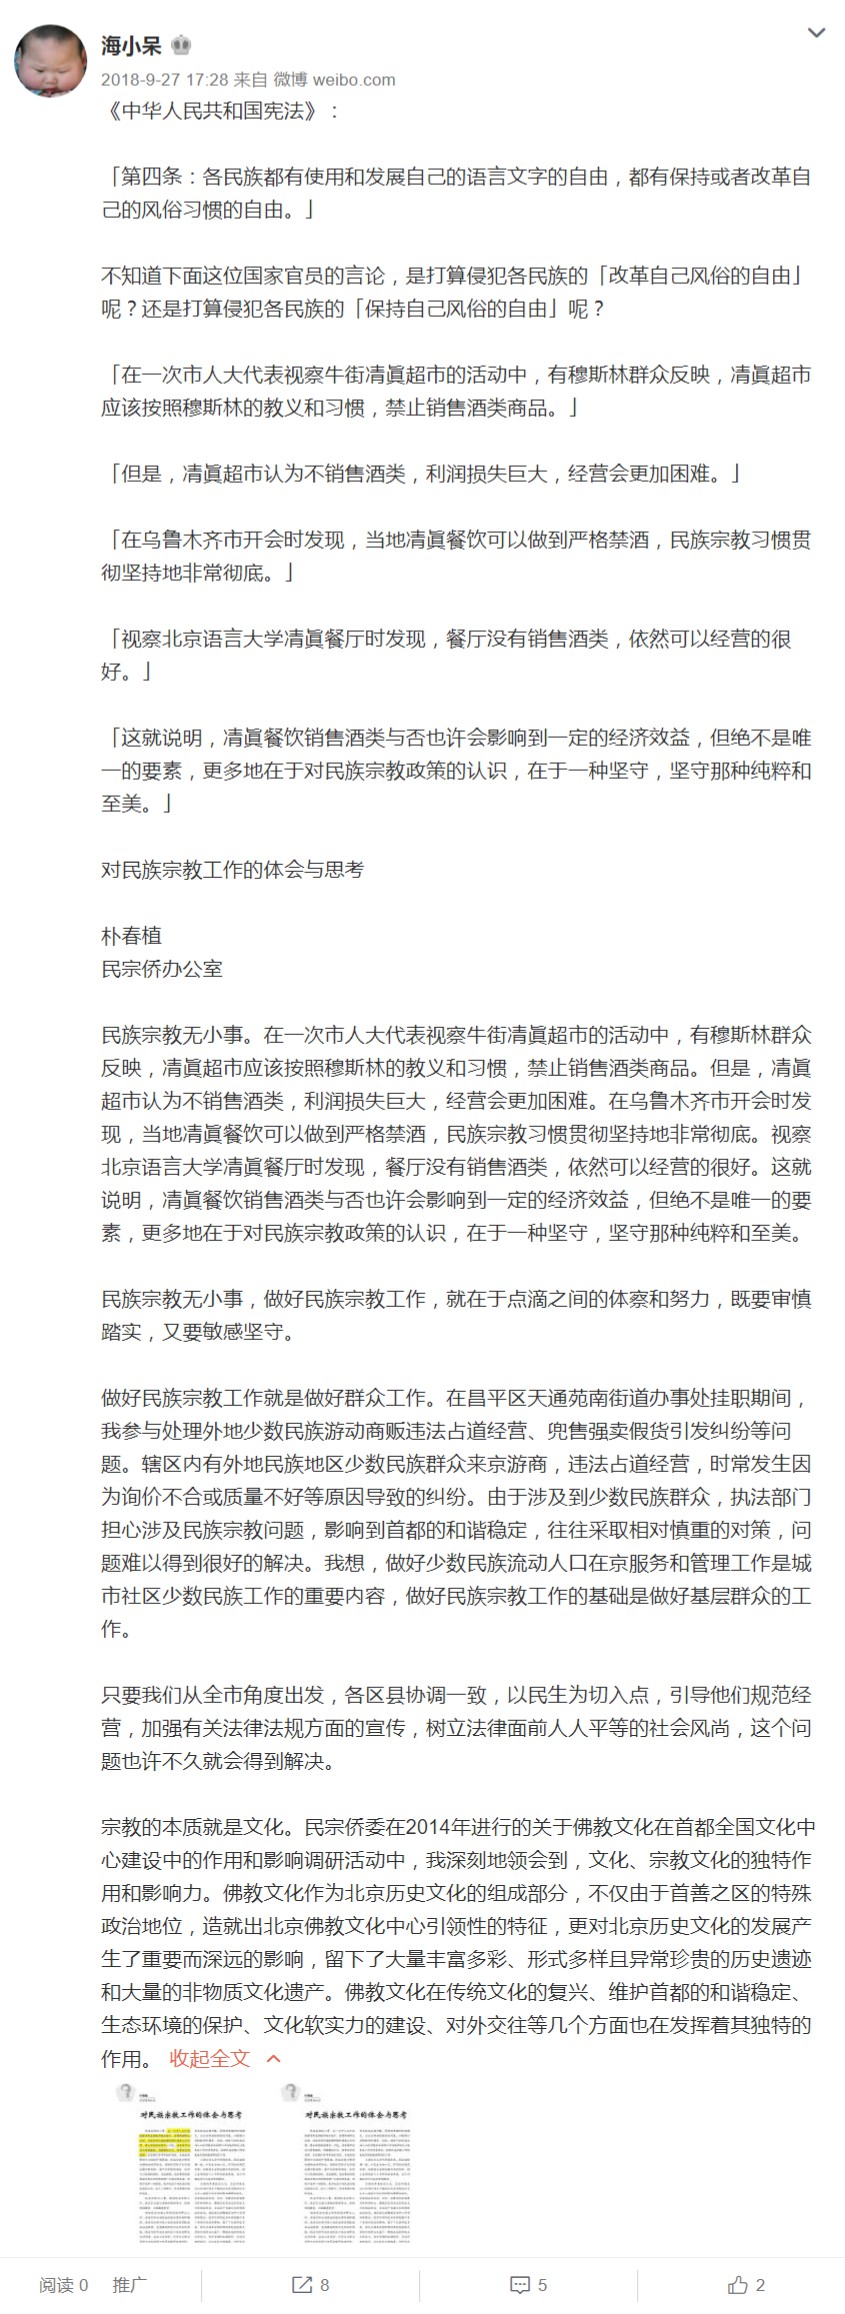 海小呆
2018-9-27 17:28 来自 微博 weibo.com
《中华人民共和国宪法》:
「第四条:各民族都有使用和发展自己的语言文字的自由,都有保持或者改革自
己的风俗习惯的自由。」
不知道下面这位国家官员的言论,是打算侵犯各民族的「改革自己风俗的自由」
呢?还是打算侵犯各民族的「保持自己风俗的自由」呢?
「在一次市人大代表视察牛街凊眞超市的活动中,有穆斯林群众反映,凊眞超市
应该按照穆斯林的教义和习惯,禁止销售酒类商品。」
「但是,凊眞超市认为不销售酒类,利润损失巨大,经营会更加困难。」
「在乌鲁木齐市开会时发现,当地凊眞餐饮可以做到严格禁酒,民族宗教习惯贯
彻坚持地非常彻底。」
「视察北京语言大学凊眞餐厅时发现,餐厅没有销售酒类,依然可以经营的很
好。」
「这就说明,凊眞餐饮销售酒类与否也许会影响到一定的经济效益,但绝不是唯
一的要素,更多地在于对民族宗教政策的认识,在于一种坚守,坚守那种纯粹和
至美。」
对民族宗教工作的体会与思考
朴春植
民宗侨办公室
民族宗教无小事。在一次市人大代表视察牛街凊眞超市的活动中,有穆斯林群众
反映,凊眞超市应该按照穆斯林的教义和习惯,禁止销售酒类商品。但是,凊眞
超市认为不销售酒类,利润损失巨大,经营会更加困难。在乌鲁木齐市开会时发
现,当地凊眞餐饮可以做到严格禁酒,民族宗教习惯贯彻坚持地非常彻底。视察
北京语言大学凊眞餐厅时发现,餐厅没有销售酒类,依然可以经营的很好。这就
说明,凊眞餐饮销售酒类与否也许会影响到一定的经济效益,但绝不是唯一的要
素,更多地在于对民族宗教政策的认识,在于一种坚守,坚守那种纯粹和至美。
民族宗教无小事,做好民族宗教工作,就在于点滴之间的体察和努力,既要审慎
踏实,又要敏感坚守。
做好民族宗教工作就是做好群众工作。在昌平区天通苑南街道办事处挂职期间,
我参与处理外地少数民族游动商贩违法占道经营、兜售强卖假货引发纠纷等问
题。辖区内有外地民族地区少数民族群众来京游商,违法占道经营,时常发生因
为询价不合或质量不好等原因导致的纠纷。由于涉及到少数民族群众,执法部门
担心涉及民族宗教问题,影响到首都的和谐稳定,往往采取相对慎重的对策,问
题难以得到很好的解决。我想,做好少数民族流动人口在京服务和管理工作是城
市社区少数民族工作的重要内容,做好民族宗教工作的基础是做好基层群众的工
作。
只要我们从全市角度出发,各区县协调一致,以民生为切入点,引导他们规范经
营,加强有关法律法规方面的宣传,树立法律面前人人平等的社会风尚,这个问
题也许不久就会得到解决。
宗教的本质就是文化。民宗侨委在2014年进行的关于佛教文化在首都全国文化中
心建设中的作用和影响调研活动中,我深刻地领会到,文化、宗教文化的独特作
用和影响力。佛教文化作为北京历史文化的组成部分,不仅由于首善之区的特殊
政治地位,造就出北京佛教文化中心引领性的特征,更对北京历史文化的发展产
生了重要而深远的影响,留下了大量丰富多彩、形式多样且异常珍贵的历史遗迹
和大量的非物质文化遗产。佛教文化在传统文化的复兴、维护首都的和谐稳定、
生态环境的保护、文化软实力的建设、对外交往等几个方面也在发挥着其独特的
作用。 收起全文
对民族宗教工作的体会与思考
对民族宗教工作的体会与思考
阅读 0 推广 8 5 2